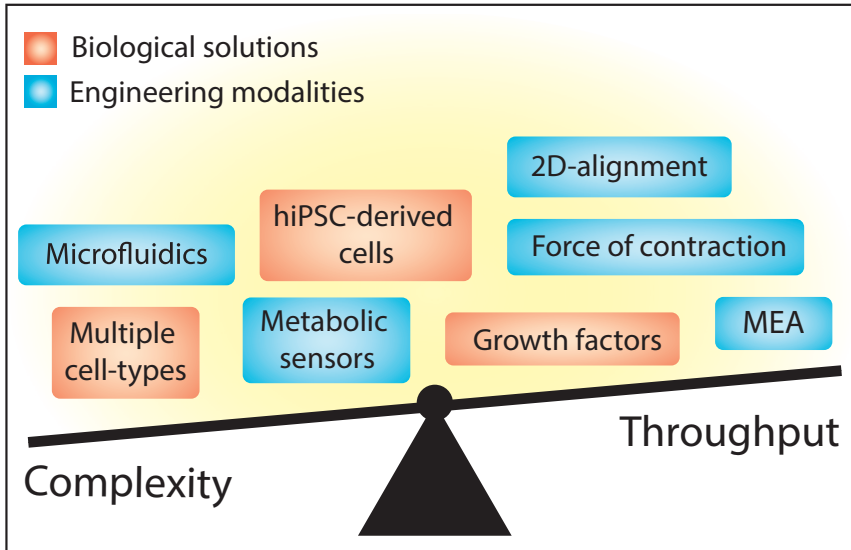 Biological solutions
Engineering modalities
2D-alignment
hiPSC-derived
cells
Microfluidics
Force of contraction
Multiple
cell-types
Metabolic
sensors
Growth factors
MEA
Throughput
Complexity